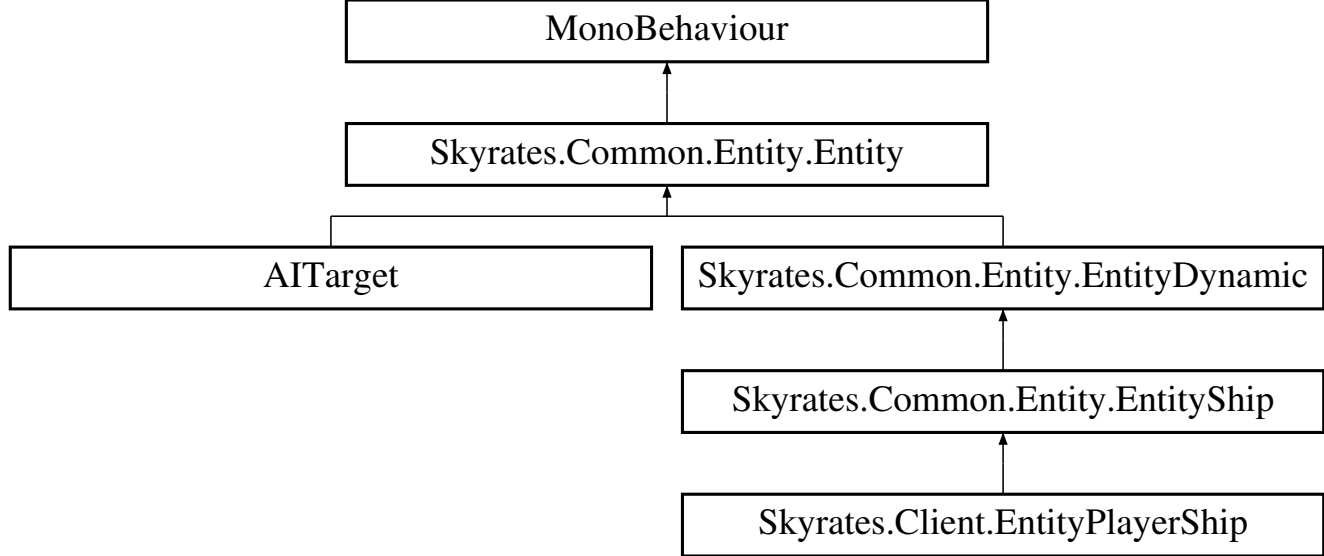 MonoBehaviour
Skyrates.Common.Entity.Entity
AITarget
Skyrates.Common.Entity.EntityDynamic
Skyrates.Common.Entity.EntityShip
Skyrates.Client.EntityPlayerShip